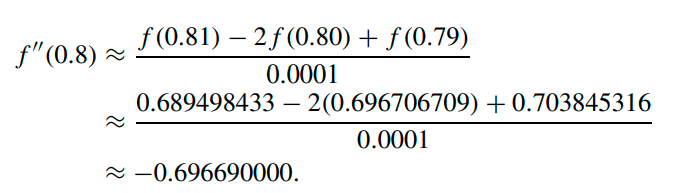 f″(0.8) ≈ f(0.81) − 2f(0.80) + f(0.79)
0.0001
≈ 0.689498433 − 2(0.696706709) + 0.703845316
0.0001
≈ −0.696690000.